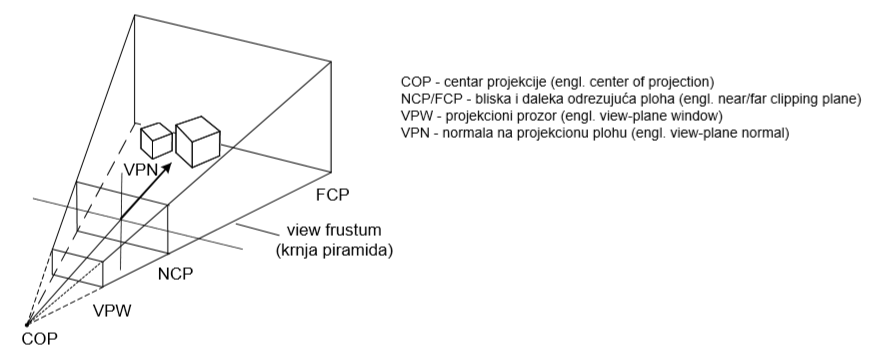 COP - centar projekcije (engl. center of projection)
NCP/FCP - bliska i daleka odrezujuća ploha (engl. near/far clipping plane)
VPW - projekcioni prozor (engl. view-plane window)
VPN - normala na projekcionu plohu (engl. view-plane normal)
VPN
FCP
view frustum
(krnja piramida)
NCP
VPW
COP